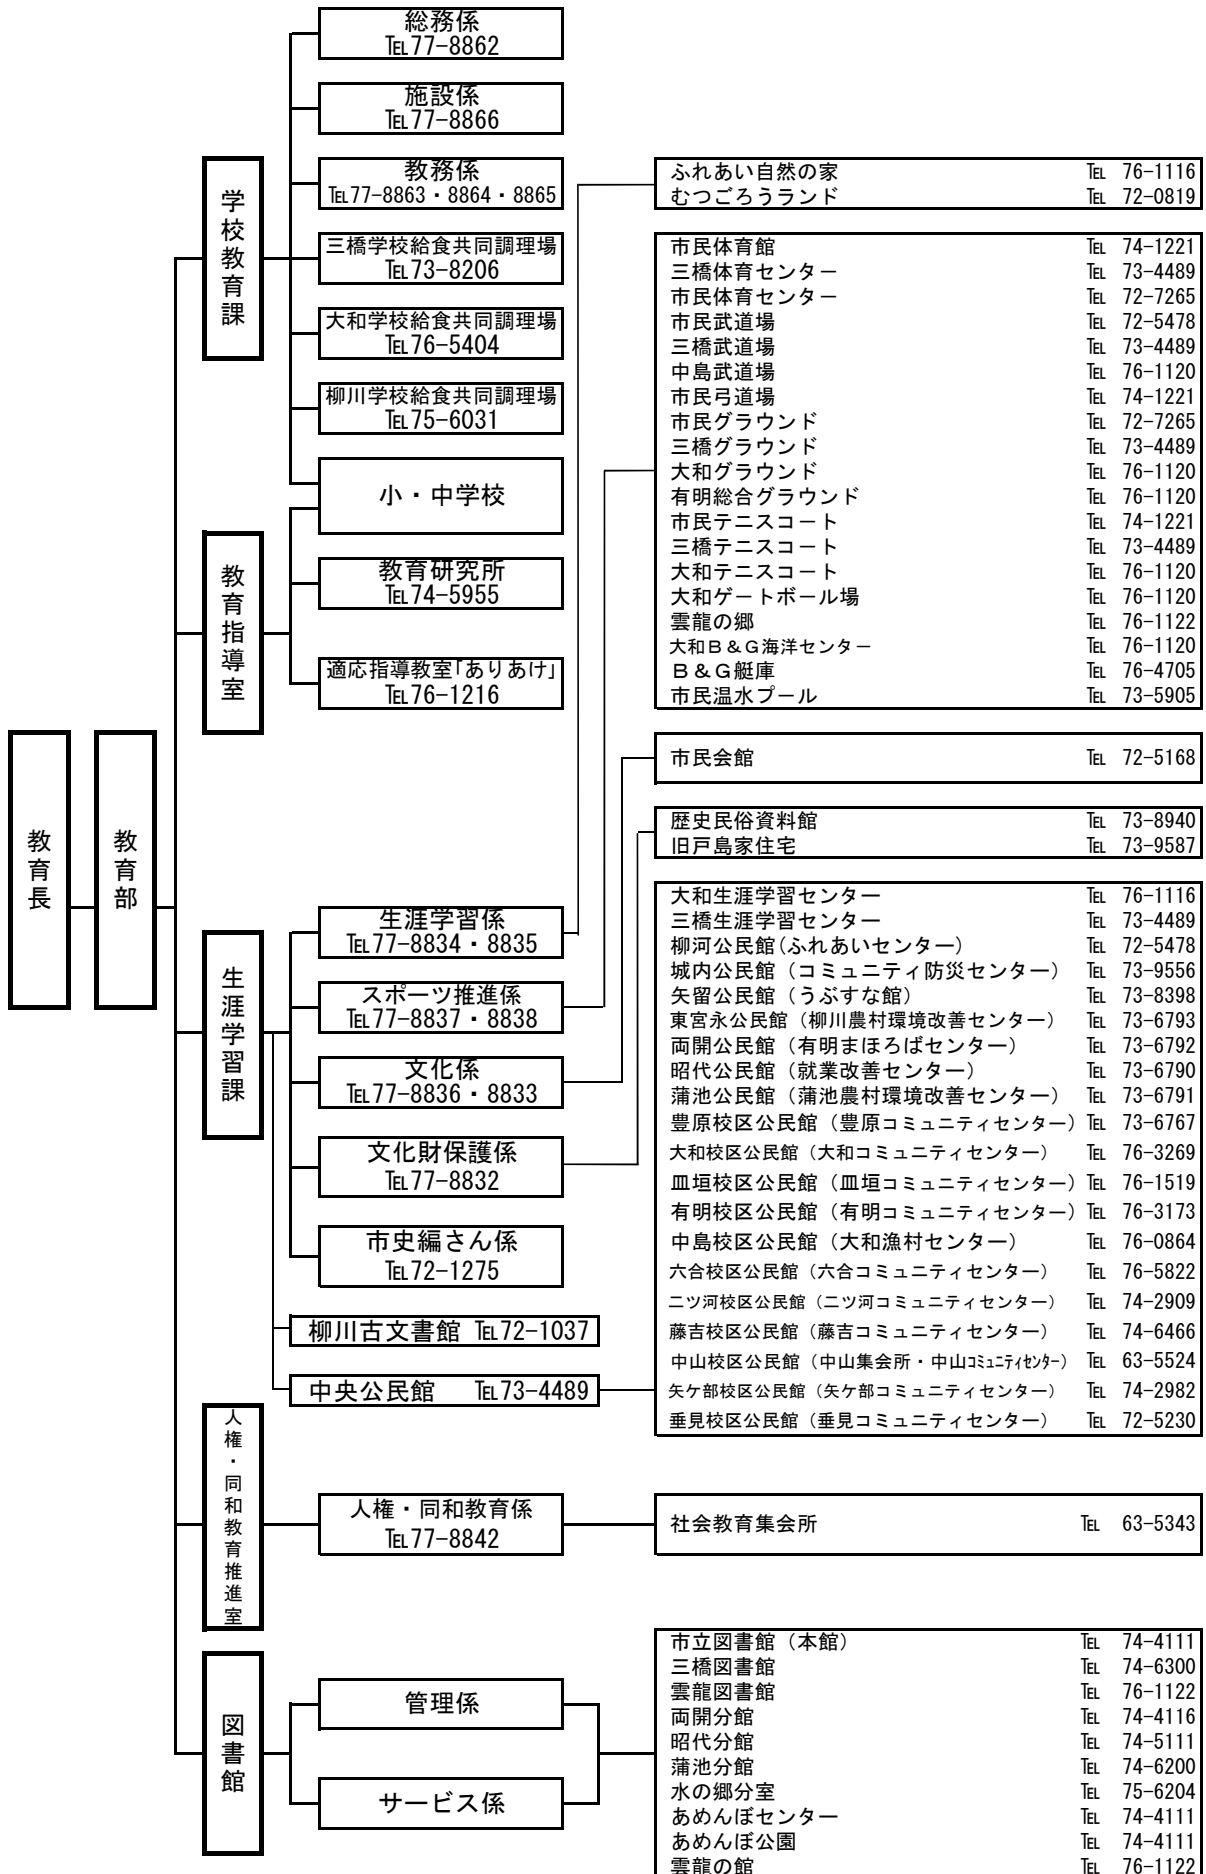 教育長
教育部
学校教育課
総務係
℡77-8862
施設係
℡77-8866
教務係
℡77-8863・8864・8865
三橋学校給食共同調理場
℡73-8206
大和学校給食共同調理場
℡76-5404
柳川学校給食共同調理場
℡75-6031
小・中学校
教育指導室
教育研究所
℡74-5955
適応指導教室｢ありあけ｣
℡76-1216
生涯学習課
生涯学習係
℡77-8834・8835
スポーツ推進係
℡77-8837・8838
文化係
℡77-8836・8833
文化財保護係
℡77-8832
市史編さん係
℡72-1275
柳川古文書館 ℡72-1037
中央公民館 ℡73-4489
人権・同和教育推進室
人権・同和教育係
℡77-8842
図書館
管理係
サービス係
ふれあい自然の家 ℡ 76-1116
むつごろうランド ℡ 72-0819
市民体育館 ℡ 74-1221
三橋体育センター ℡ 73-4489
市民体育センター ℡ 72-7265
市民武道場 ℡ 72-5478
三橋武道場 ℡ 73-4489
中島武道場 ℡ 76-1120
市民弓道場 ℡ 74-1221
市民グラウンド ℡ 72-7265
三橋グラウンド ℡ 73-4489
大和グラウンド ℡ 76-1120
有明総合グラウンド ℡ 76-1120
市民テニスコート ℡ 74-1221
三橋テニスコート ℡ 73-4489
大和テニスコート ℡ 76-1120
大和ゲートボール場 ℡ 76-1120
雲龍の郷 ℡ 76-1122
大和Ｂ＆Ｇ海洋センター ℡ 76-1120
Ｂ＆Ｇ艇庫 ℡ 76-4705
市民温水プール ℡ 73-5905
市民会館 ℡ 72-5168
歴史民俗資料館 ℡ 73-8940
旧戸島家住宅 ℡ 73-9587
大和生涯学習センター ℡ 76-1116
三橋生涯学習センター ℡ 73-4489
柳河公民館(ふれあいセンター) ℡ 72-5478
城内公民館（コミュニティ防災センター） ℡ 73-9556
矢留公民館（うぶすな館） ℡ 73-8398
東宮永公民館（柳川農村環境改善センター） ℡ 73-6793
両開公民館（有明まほろばセンター） ℡ 73-6792
昭代公民館（就業改善センター） ℡ 73-6790
蒲池公民館（蒲池農村環境改善センター） ℡ 73-6791
豊原校区公民館（豊原コミュニティセンター） ℡ 73-6767
大和校区公民館（大和コミュニティセンター） ℡ 76-3269
皿垣校区公民館（皿垣コミュニティセンター） ℡ 76-1519
有明校区公民館（有明コミュニティセンター） ℡ 76-3173
中島校区公民館（大和漁村センター） ℡ 76-0864
六合校区公民館（六合コミュニティセンター） ℡ 76-5822
二ツ河校区公民館（二ツ河コミュニティセンター） ℡ 74-2909
藤吉校区公民館（藤吉コミュニティセンター） ℡ 74-6466
中山校区公民館（中山集会所・中山ｺﾐｭﾆﾃｨｾﾝﾀｰ） ℡ 63-5524
矢ケ部校区公民館（矢ケ部コミュニティセンター） ℡ 74-2982
垂見校区公民館（垂見コミュニティセンター） ℡ 72-5230
社会教育集会所 ℡ 63-5343
市立図書館（本館） ℡ 74-4111
三橋図書館 ℡ 74-6300
雲龍図書館 ℡ 76-1122
両開分館 ℡ 74-4116
昭代分館 ℡ 74-5111
蒲池分館 ℡ 74-6200
水の郷分室 ℡ 75-6204
あめんぼセンター ℡ 74-4111
あめんぼ公園 ℡ 74-4111
雲龍の館 ℡ 76-1122